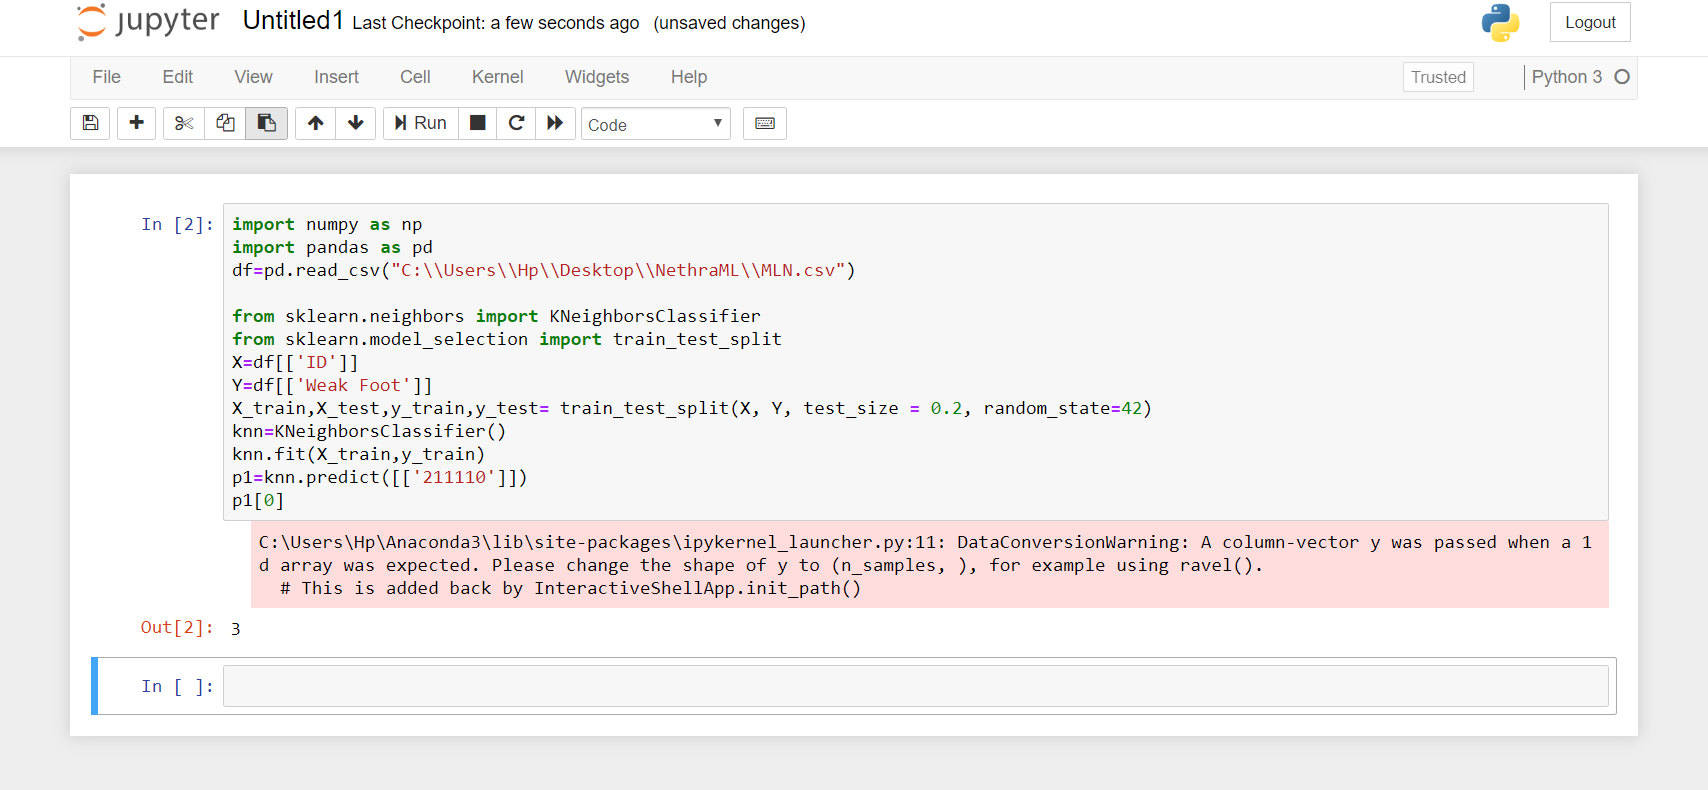 jupyter Untitled1 Last Checkpoint: a few seconds ago (unsaved changes) Logout
File Edit View Insert Cell Kernel Widgets Help Trusted Python 3
Run Code
In [2]:
import numpy as np
import pandas as pd
df=pd.read_csv("C:\\Users\\Hp\\Desktop\\NethraML\\MLN.csv")
from sklearn.neighbors import KNeighborsClassifier
from sklearn.model_selection import train_test_split
X=df[['ID']]
Y=df[['Weak Foot']]
X_train,X_test,y_train,y_test= train_test_split(X, Y, test_size = 0.2, random_state=42)
knn=KNeighborsClassifier()
knn.fit(X_train,y_train)
p1=knn.predict([['211110']])
p1[0]
C:\Users\Hp\Anaconda3\lib\site-packages\ipykernel_launcher.py:11: DataConversionWarning: A column-vector y was passed when a 1
d array was expected. Please change the shape of y to (n_samples, ), for example using ravel().
# This is added back by InteractiveShellApp.init_path()
Out[2]: 3
In [ ]: